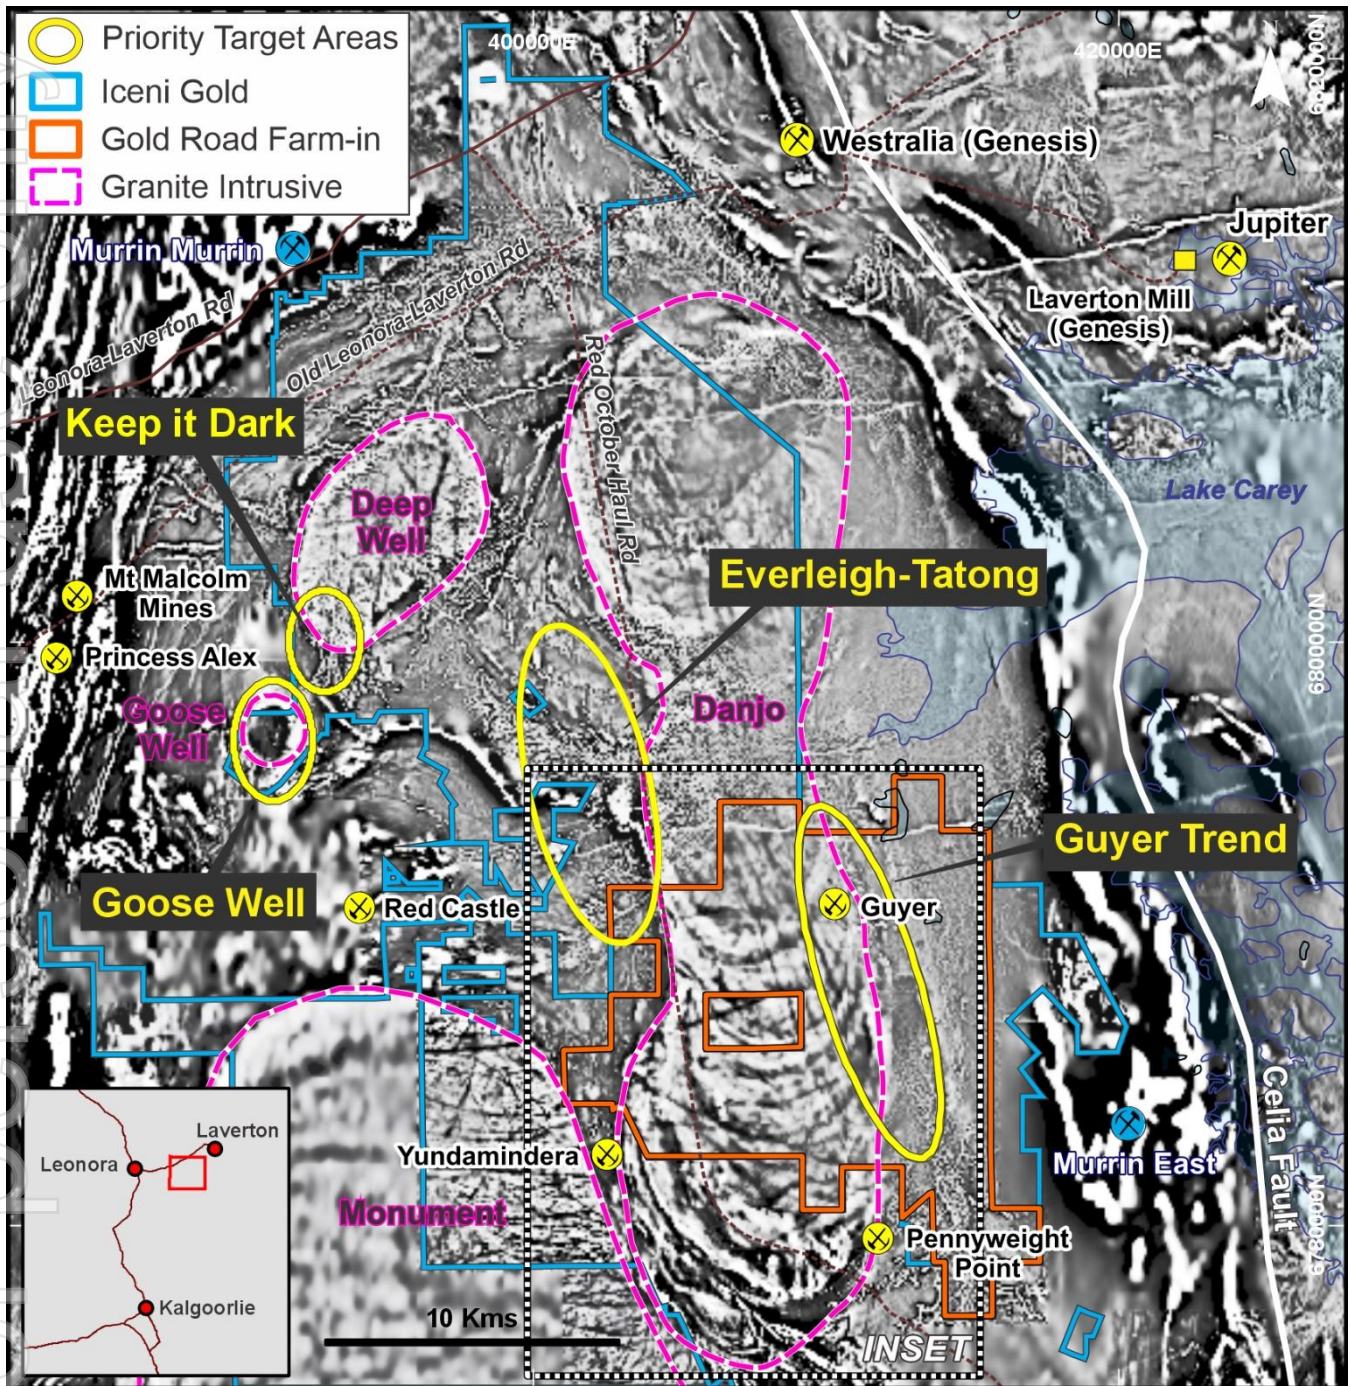 Priority Target Areas
Iceni Gold
Gold Road Farm-in
Granite Intrusive
400000E
420000E
N
Westralia (Genesis)
Jupiter
Laverton Mill
(Genesis)
Murrin Murrin
Leonora-Laverton Rd
Old Leonora-Laverton Rd
Red October Haul Rd
Keep it Dark
Deep
Well
Lake Carey
Everleigh-Tatong
Mt Malcolm
Mines
Princess Alex
6800000N
Goose
Well
Danjo
Guyer Trend
Goose Well
Red Castle
Guyer
Celia Fault
Yundamindera
Murrin East
Monument
Pennyweight
Point
10 Kms
INSET
Laverton
Leonora
Kalgoorlie